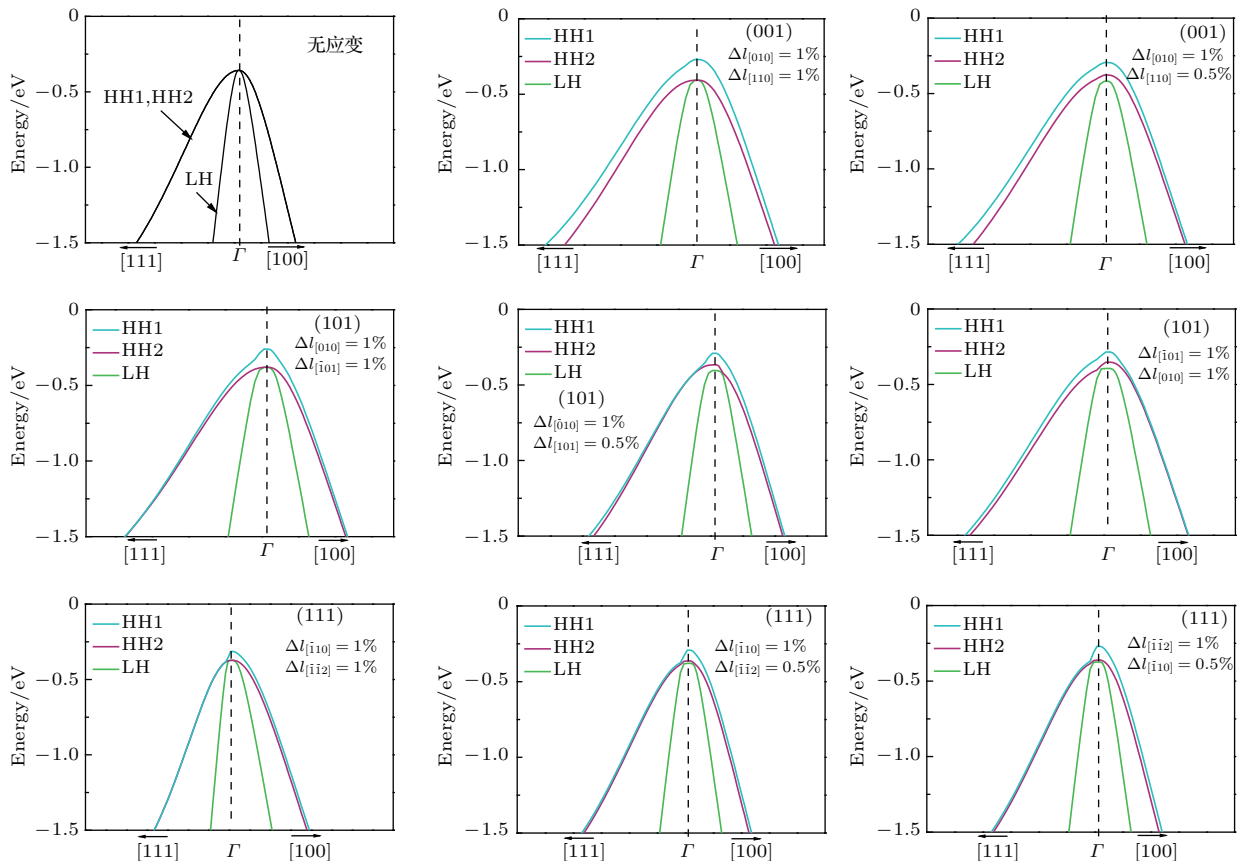 0
−0.5
−1.0
−1.5
Energy/eV
无应变
HH1,HH2
LH
[111]
Γ
[100]
0
−0.5
−1.0
−1.5
Energy/eV
HH1
HH2
LH
(001)
Δl[010] = 1%
Δl[110] = 1%
[111]
Γ
[100]
0
−0.5
−1.0
−1.5
Energy/eV
HH1
HH2
LH
(001)
Δl[010] = 1%
Δl[110] = 0.5%
[111]
Γ
[100]
0
−0.5
−1.0
−1.5
Energy/eV
HH1
HH2
LH
(101)
Δl[010] = 1%
Δl[1̄01] = 1%
[111]
Γ
[100]
0
−0.5
−1.0
−1.5
Energy/eV
HH1
HH2
LH
(101)
Δl[0̄10] = 1%
Δl[101] = 0.5%
[111]
Γ
[100]
0
−0.5
−1.0
−1.5
Energy/eV
HH1
HH2
LH
(101)
Δl[1̄01] = 1%
Δl[010] = 1%
[111]
Γ
[100]
0
−0.5
−1.0
−1.5
Energy/eV
HH1
HH2
LH
(111)
Δl[1̄10] = 1%
Δl[1̄1̄2] = 1%
[111]
Γ
[100]
0
−0.5
−1.0
−1.5
Energy/eV
HH1
HH2
LH
(111)
Δl[1̄10] = 1%
Δl[1̄1̄2] = 0.5%
[111]
Γ
[100]
0
−0.5
−1.0
−1.5
Energy/eV
HH1
HH2
LH
(111)
Δl[1̄1̄2] = 1%
Δl[1̄10] = 0.5%
[111]
Γ
[100]